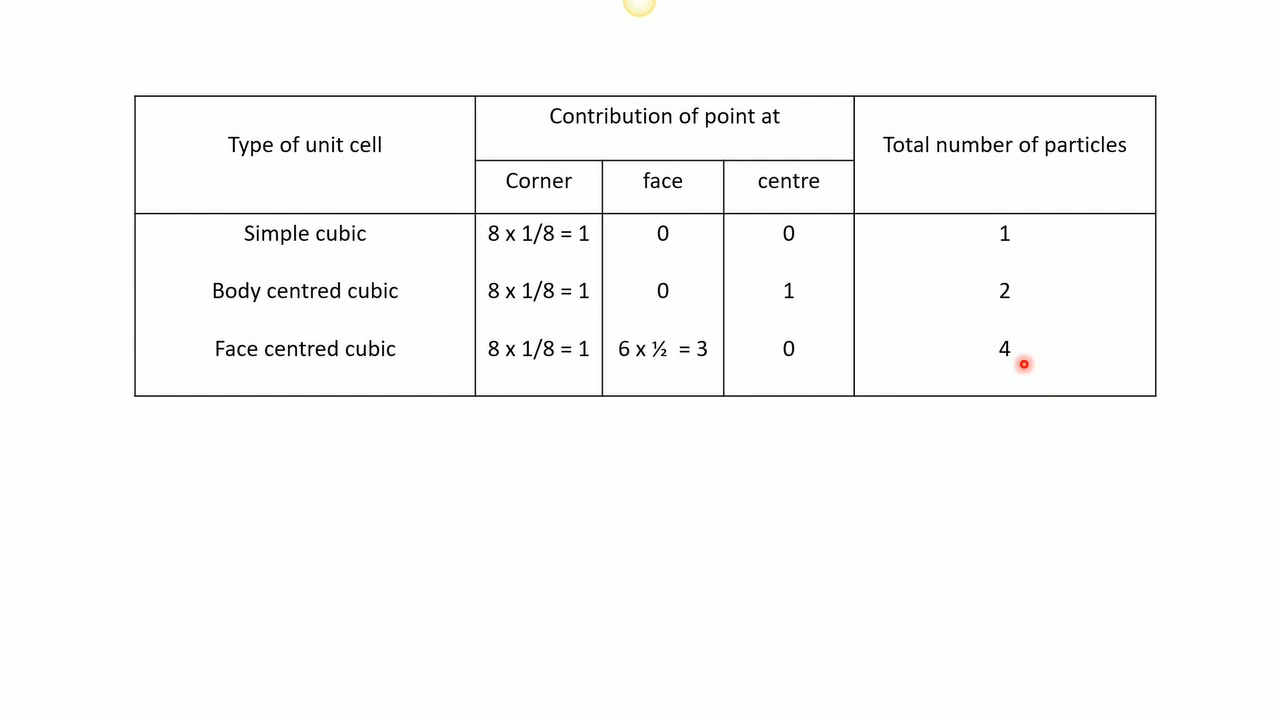 Type of unit cell
Contribution of point at
Total number of particles
Corner face centre
Simple cubic 8 x 1/8 = 1 0 0 1
Body centred cubic 8 x 1/8 = 1 0 1 2
Face centred cubic 8 x 1/8 = 1 6 x ½ = 3 0 4